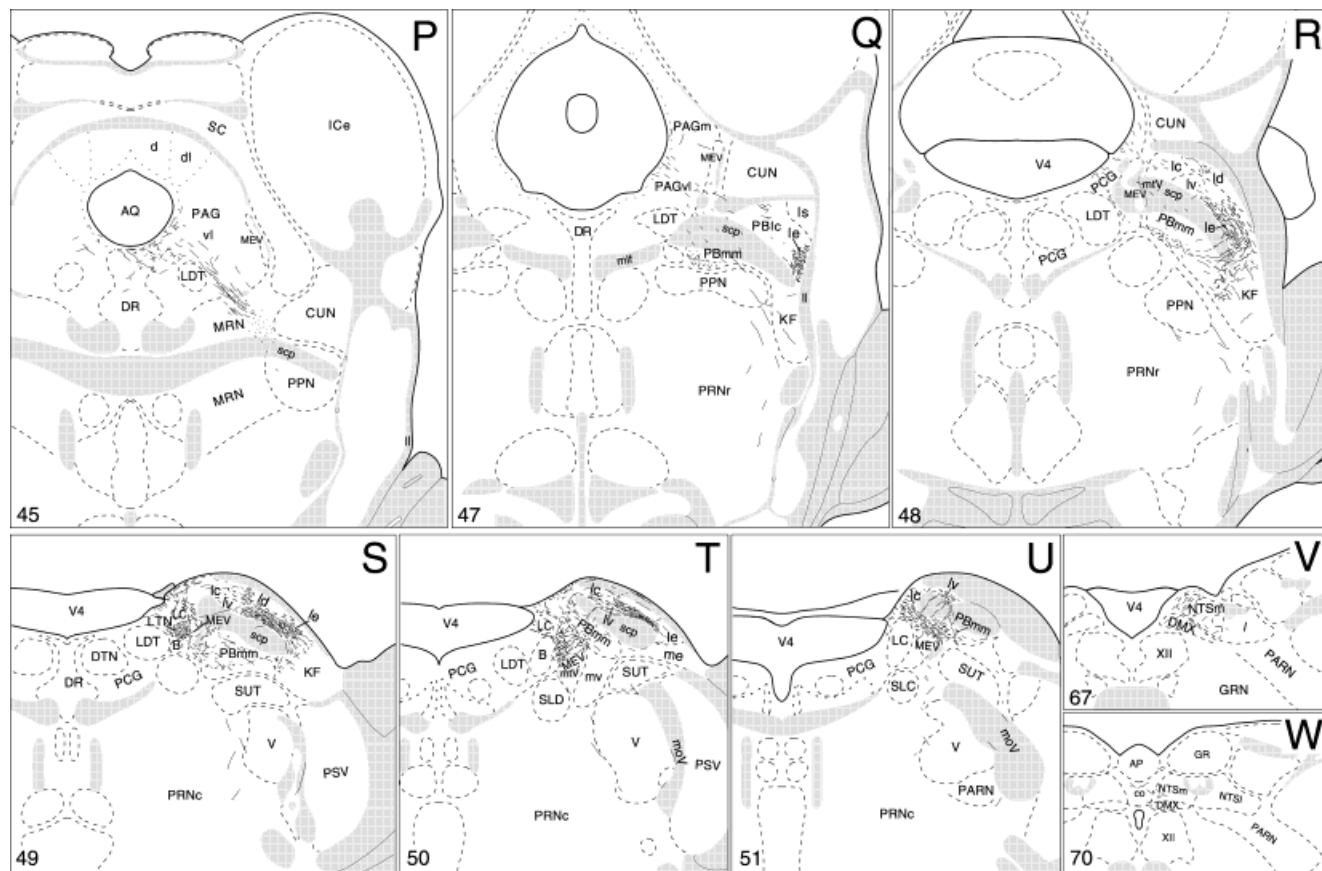 P
SC
ICe
d
dl
AQ
PAG
vl
MEV
LDT
DR
MRN
CUN
scp
PPN
MRN
ll
45
Q
PAGm
MEV
CUN
PAGvl
LDT
DR
scp
PBlc
ls
le
mlf
PBmm
PPN
ll
KF
PRNr
47
R
CUN
V4
lc
ld
PCG
mtV
lv
MEV
scp
LDT
PBmm
le
PCG
KF
PPN
PRNr
48
S
V4
lc
lv
ld
le
LC
LTN
MEV
LDT
B
scp
DTN
PBmm
DR
PCG
KF
SUT
V
PSV
PRNc
49
T
lc
V4
lv
LC
PBmm
scp
le
B
PCG
LDT
MEV
me
mtV
mv
SUT
SLD
V
moV
PSV
PRNc
50
U
lv
lc
PBmm
V4
LC
MEV
PCG
SUT
SLC
V
moV
PARN
PRNc
51
V
V4
NTSm
l
DMX
XII
PARN
GRN
67
W
AP
GR
co
NTSm
NTSl
DMX
XII
PARN
70